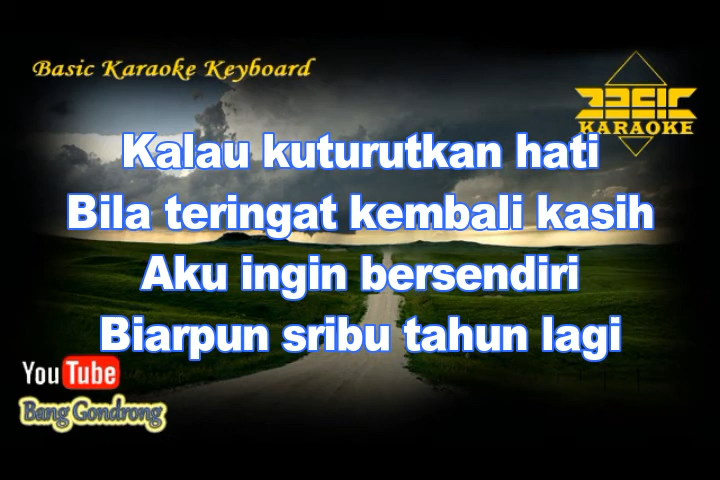 Basic Karaoke Keyboard
BASIC
KARAOKE
Kalau kuturutkan hati
Bila teringat kembali kasih
Aku ingin bersendiri
Biarpun sribu tahun lagi
YouTube
Bang Gondrong